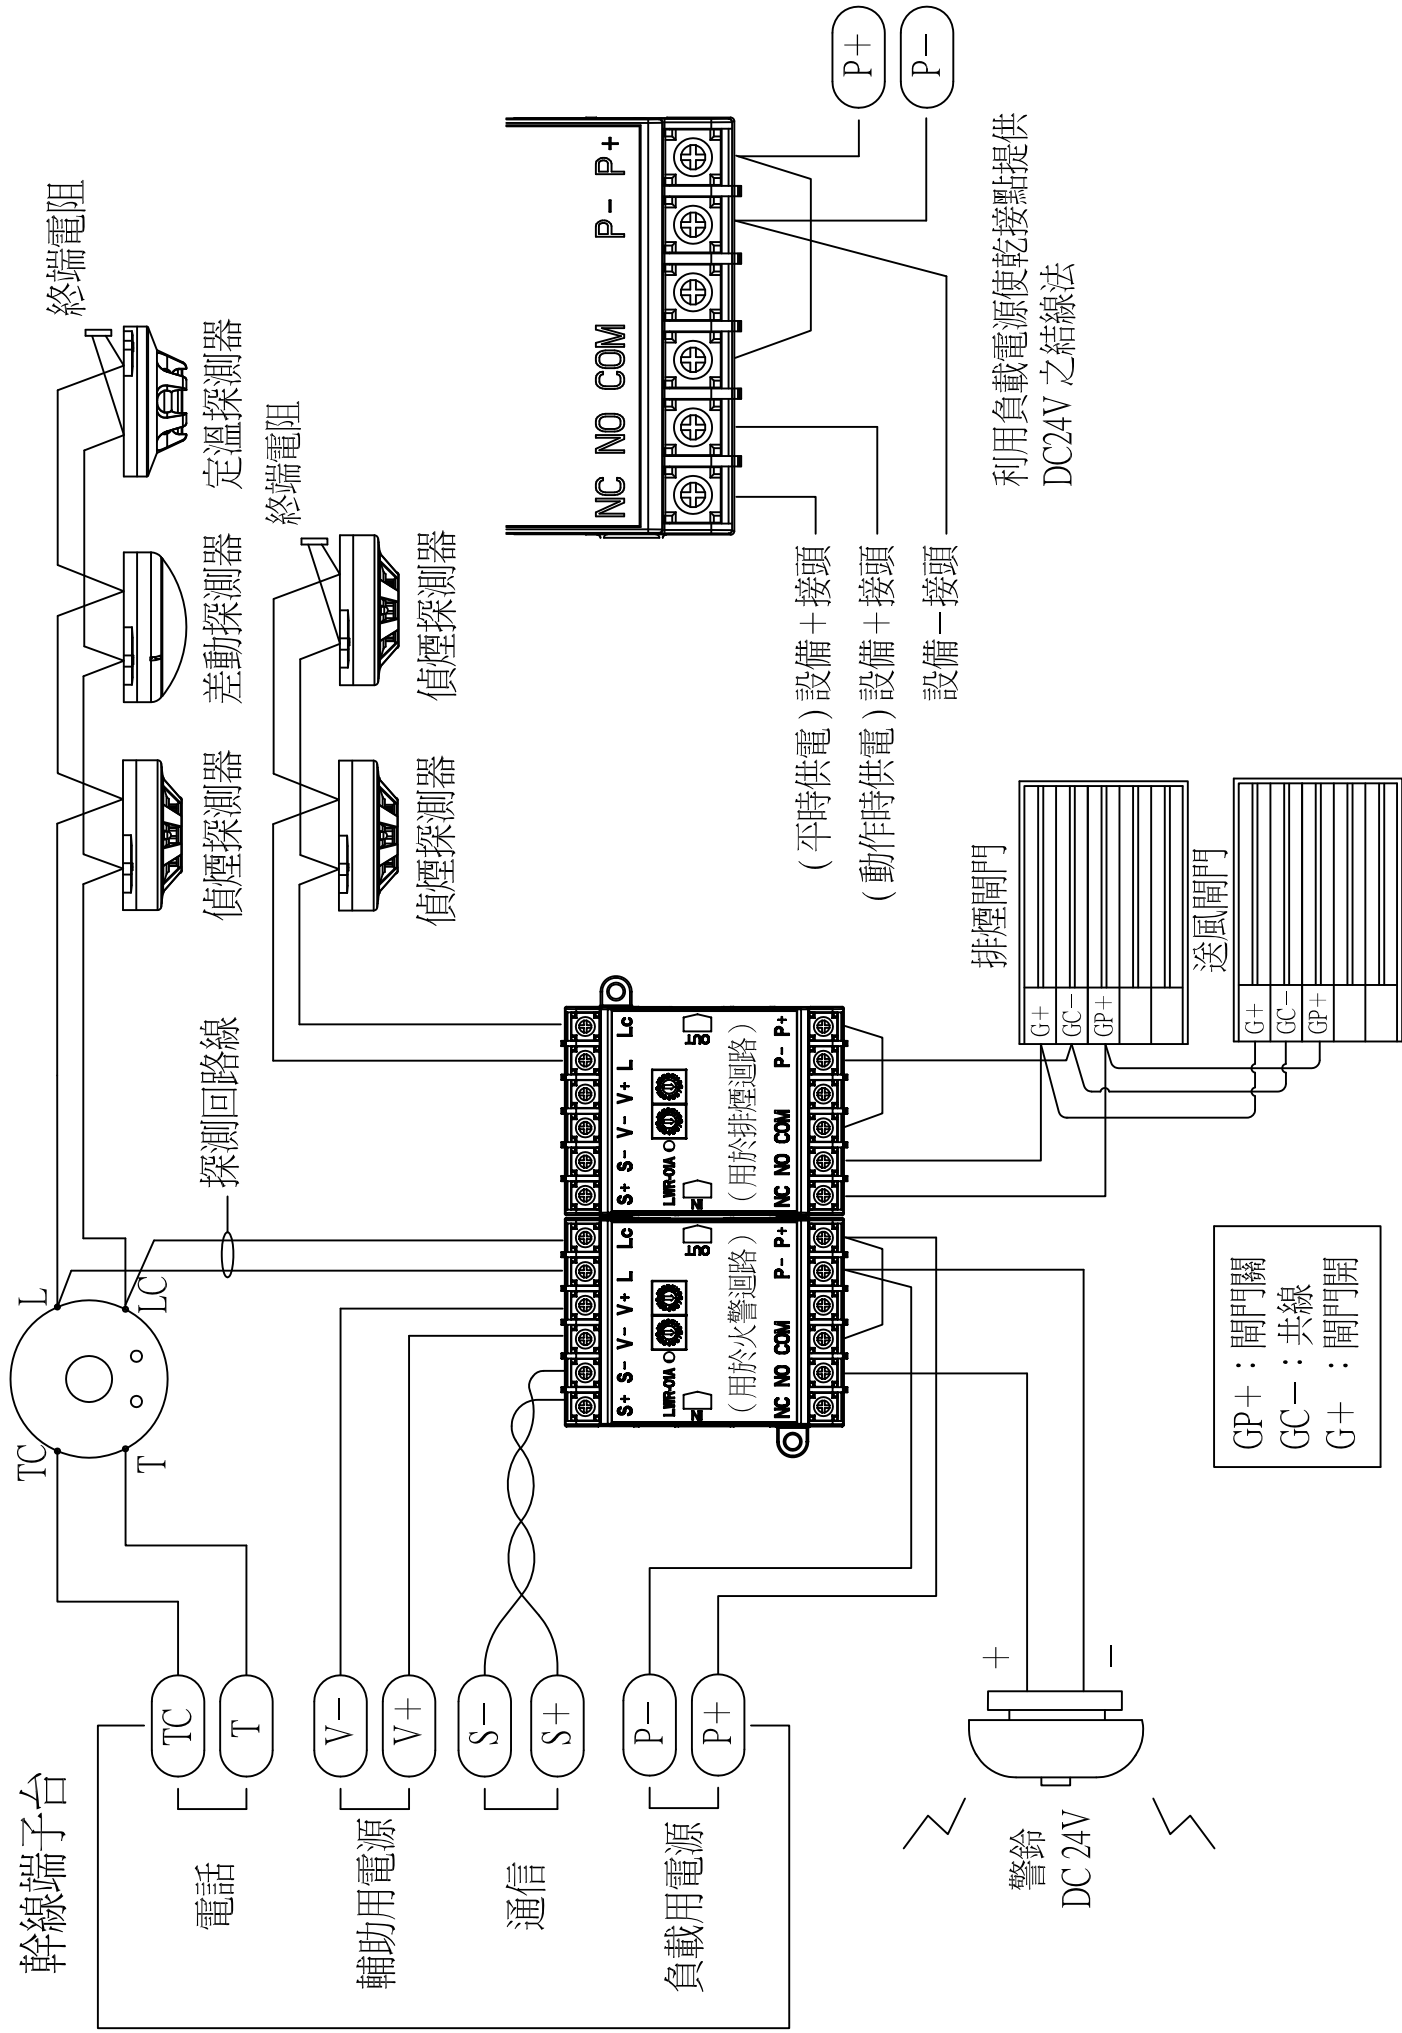 幹線端子台
電話
TC
T
輔助用電源
V-
V+
通信
S-
S+
負載用電源
P-
P+
TC
T
L
LC
探測回路線
偵煙探測器
差動探測器
定溫探測器
終端電阻
偵煙探測器
偵煙探測器
終端電阻
S+ S- V- V+ L Lc
LWR-01A
IN
158
(用於火警迴路)
NC NO COM P- P+
S+ S- V- V+ L Lc
LWR-01A
IN
158
(用於排煙迴路)
NC NO COM P- P+
警鈴
DC 24V
+
-
GP+ : 閘門關
GC- : 共線
G+ : 閘門開
排煙閘門
G+
GC-
GP+
送風閘門
G+
GC-
GP+
NC NO COM P- P+
P+
P-
(平時供電)設備+接頭
(動作時供電)設備+接頭
設備-接頭
利用負載電源使乾接點提供
DC24V 之結線法